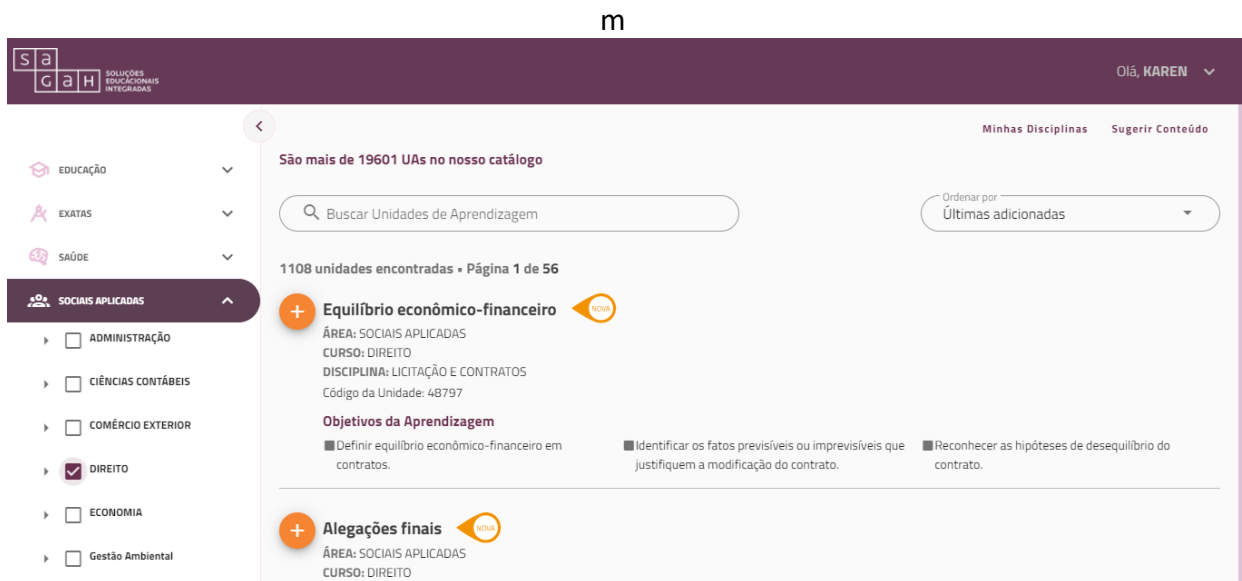 m
s a
G a H SOLUÇÕES
EDUCACIONAIS
INTEGRADAS
Olá, KAREN
Minhas Disciplinas Sugerir Conteúdo
EDUCAÇÃO
EXATAS
SAÚDE
SOCIAIS APLICADAS
ADMINISTRAÇÃO
CIÊNCIAS CONTÁBEIS
COMÉRCIO EXTERIOR
DIREITO
ECONOMIA
Gestão Ambiental
São mais de 19601 UAs no nosso catálogo
Buscar Unidades de Aprendizagem
Ordenar por
Últimas adicionadas
1108 unidades encontradas • Página 1 de 56
+ Equilíbrio econômico-financeiro NOVA
ÁREA: SOCIAIS APLICADAS
CURSO: DIREITO
DISCIPLINA: LICITAÇÃO E CONTRATOS
Código da Unidade: 48797
Objetivos da Aprendizagem
Definir equilíbrio econômico-financeiro em
contratos.
Identificar os fatos previsíveis ou imprevisíveis que
justifiquem a modificação do contrato.
Reconhecer as hipóteses de desequilíbrio do
contrato.
+ Alegações finais NOVA
ÁREA: SOCIAIS APLICADAS
CURSO: DIREITO